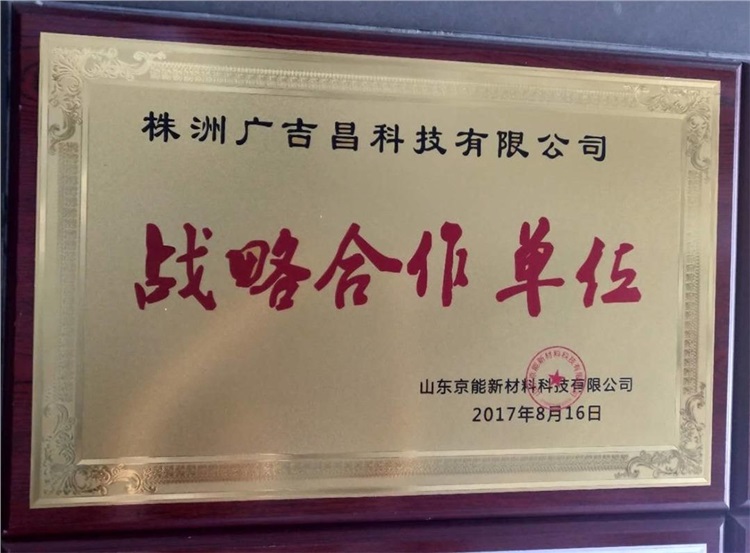 株洲广吉昌科技有限公司
战略合作单位
山东京能新材料科技有限公司
2017年8月16日